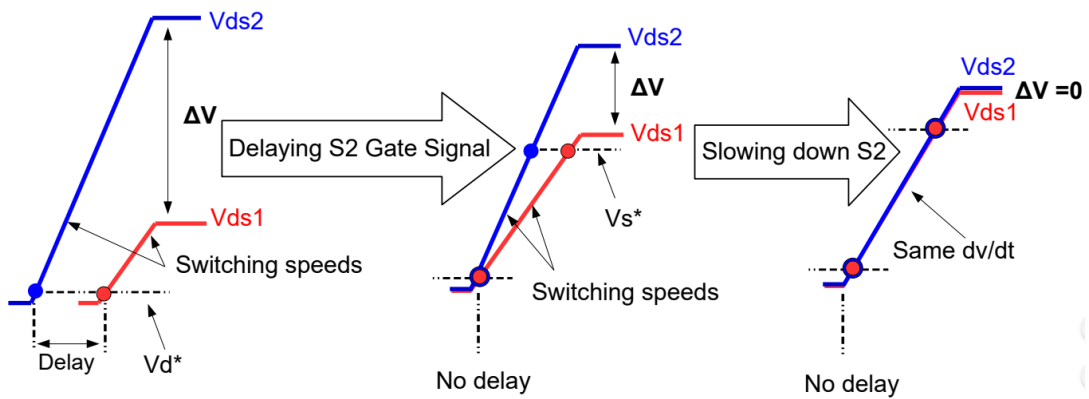 Vds2
ΔV
Vds1
Switching speeds
Delay
Vd*
Delaying S2 Gate Signal
Vds2
ΔV
Vds1
Vs*
Switching speeds
No delay
Slowing down S2
Vds2
ΔV =0
Vds1
Same dv/dt
No delay